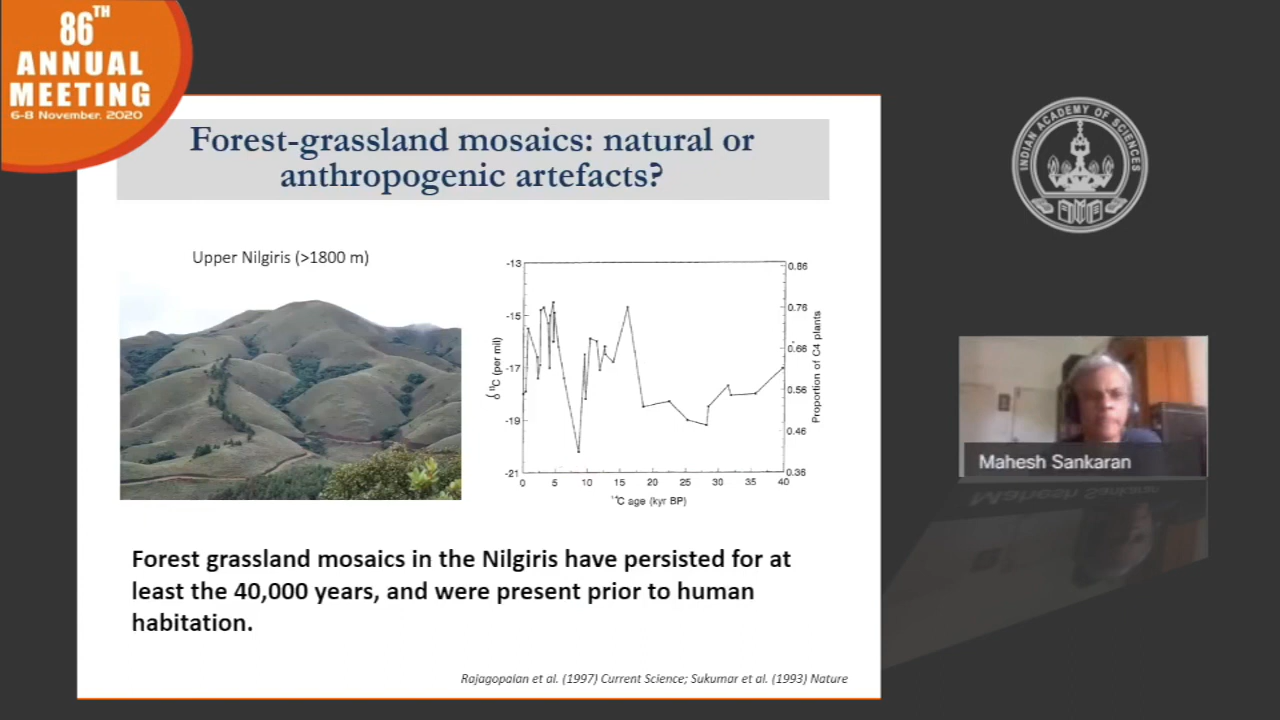 86TH
ANNUAL
MEETING
6-8 November, 2020
Forest-grassland mosaics: natural or
anthropogenic artefacts?
Upper Nilgiris (>1800 m)
-13
-15
-17
-19
-21
δ¹³C (per mil)
0.86
0.76
0.66
0.56
0.46
0.36
Proportion of C4 plants
0 5 10 15 20 25 30 35 40
¹⁴C age (kyr BP)
Forest grassland mosaics in the Nilgiris have persisted for at
least the 40,000 years, and were present prior to human
habitation.
Rajagopalan et al. (1997) Current Science; Sukumar et al. (1993) Nature
INDIAN ACADEMY OF SCIENCES
Mahesh Sankaran